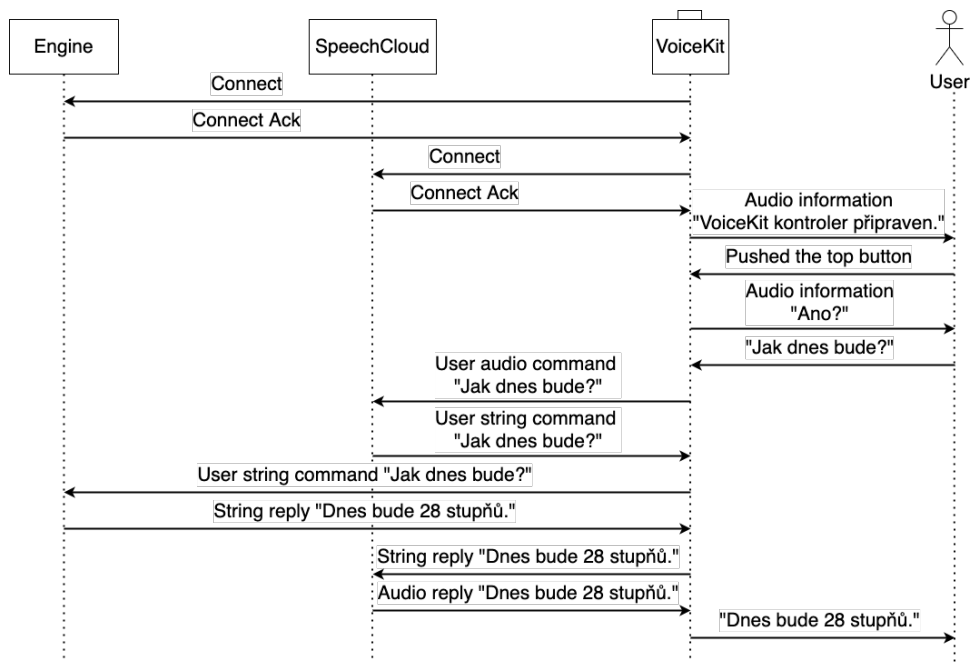 Engine
SpeechCloud
VoiceKit
User
Connect
Connect Ack
Connect
Connect Ack
Audio information
"VoiceKit kontroler připraven."
Pushed the top button
Audio information
"Ano?"
"Jak dnes bude?"
User audio command
"Jak dnes bude?"
User string command
"Jak dnes bude?"
User string command "Jak dnes bude?"
String reply "Dnes bude 28 stupňů."
String reply "Dnes bude 28 stupňů."
Audio reply "Dnes bude 28 stupňů."
"Dnes bude 28 stupňů."